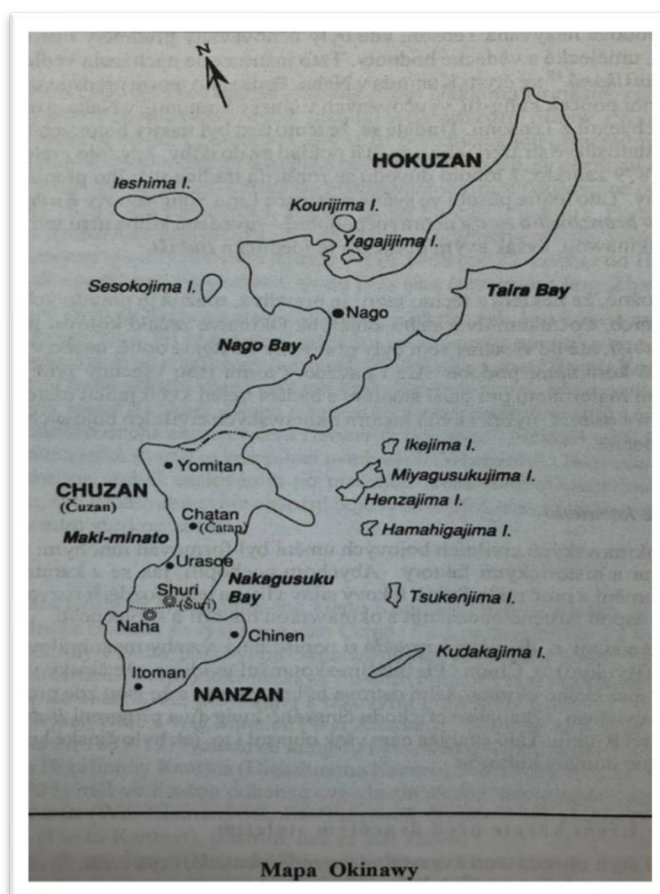 N
HOKUZAN
Ieshima I.
Kourijima I.
Yagajijima I.
Sesokojima I.
Taira Bay
Nago
Nago Bay
Ikejima I.
Yomitan
Miyagusukujima I.
CHUZAN
(Čuzan)
Henzajima I.
Chatan
(Čatan)
Hamahigajima I.
Maki-minato
Urasoe
Nakagusuku
Bay
Shuri
(Šuri)
Tsukenjima I.
Naha
Chinen
Kudakajima I.
Itoman
NANZAN
Mapa Okinawy